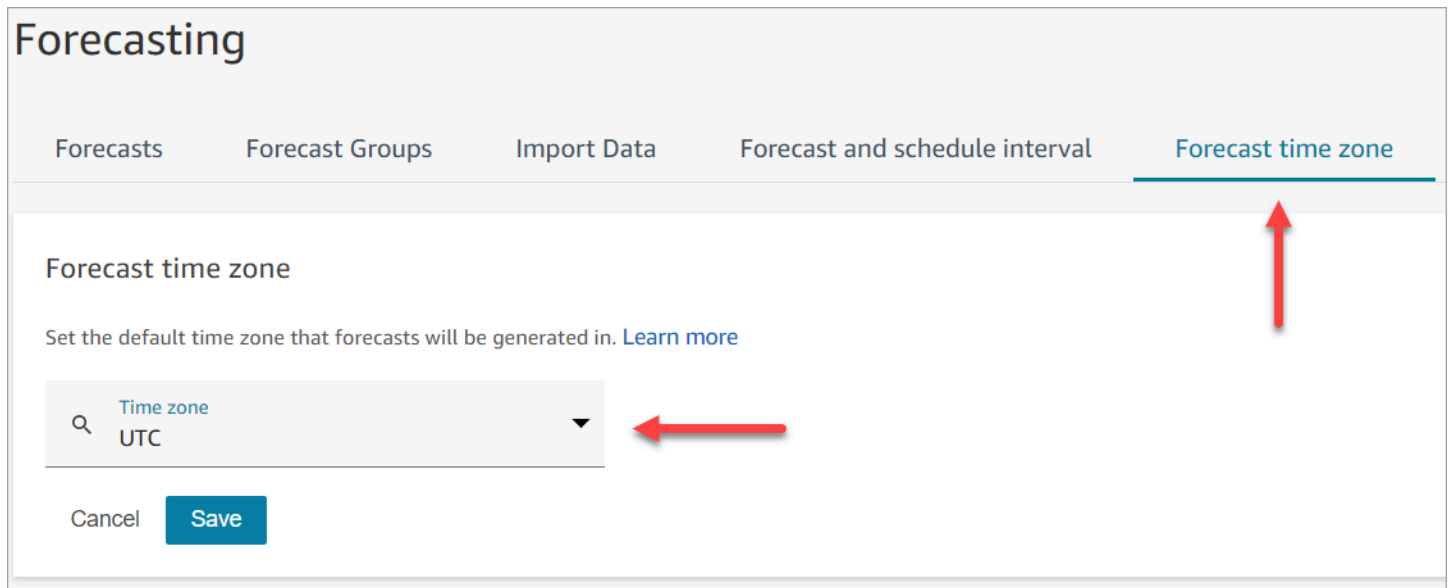 Forecasting
Forecasts Forecast Groups Import Data Forecast and schedule interval Forecast time zone
Forecast time zone
Set the default time zone that forecasts will be generated in. Learn more
Time zone
UTC
Cancel Save